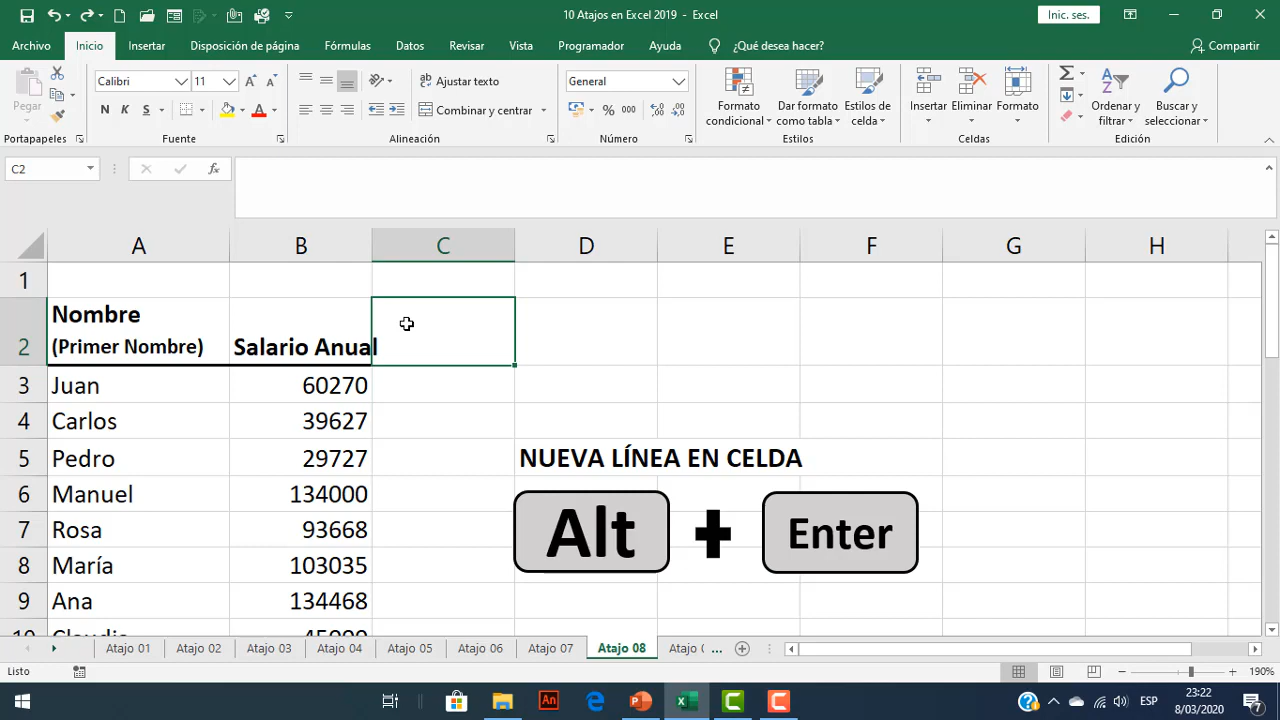 10 Atajos en Excel 2019 - Excel
Inic. ses.
Archivo Inicio Insertar Disposición de página Fórmulas Datos Revisar Vista Programador Ayuda ¿Qué desea hacer? Compartir
Pegar
Calibri 11
Ajustar texto
General
N K S
Combinar y centrar
% 000
Formato condicional
Dar formato como tabla
Estilos de celda
Insertar
Eliminar
Formato
Ordenar y filtrar
Buscar y seleccionar
Portapapeles Fuente Alineación Número Estilos Celdas Edición
C2 fx
A B C D E F G H
1
2 Nombre
(Primer Nombre) Salario Anual
3 Juan 60270
4 Carlos 39627
5 Pedro 29727 NUEVA LÍNEA EN CELDA
6 Manuel 134000
7 Rosa 93668 Alt + Enter
8 María 103035
9 Ana 134468
Atajo 01 Atajo 02 Atajo 03 Atajo 04 Atajo 05 Atajo 06 Atajo 07 Atajo 08 Atajo ...
Listo 190%
An
ESP
23:22
8/03/2020
7